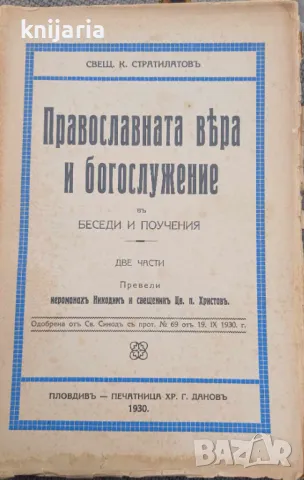 knijaria
СВЕЩ. К. СТРАТИЛАТОВЪ
Православната вѣра
и богослужение
въ
БЕСЕДИ И ПОУЧЕНИЯ
ДВЕ ЧАСТИ
Превели
иеромонахъ Никодимъ и свещеникъ Цв. п. Христовъ.
Одобрена отъ Св. Синодъ съ прот. № 69 отъ 19. IX 1930. г.
ПЛОВДИВЪ — ПЕЧАТНИЦА ХР. Г. ДАНОВЪ
1930.
BAZAR